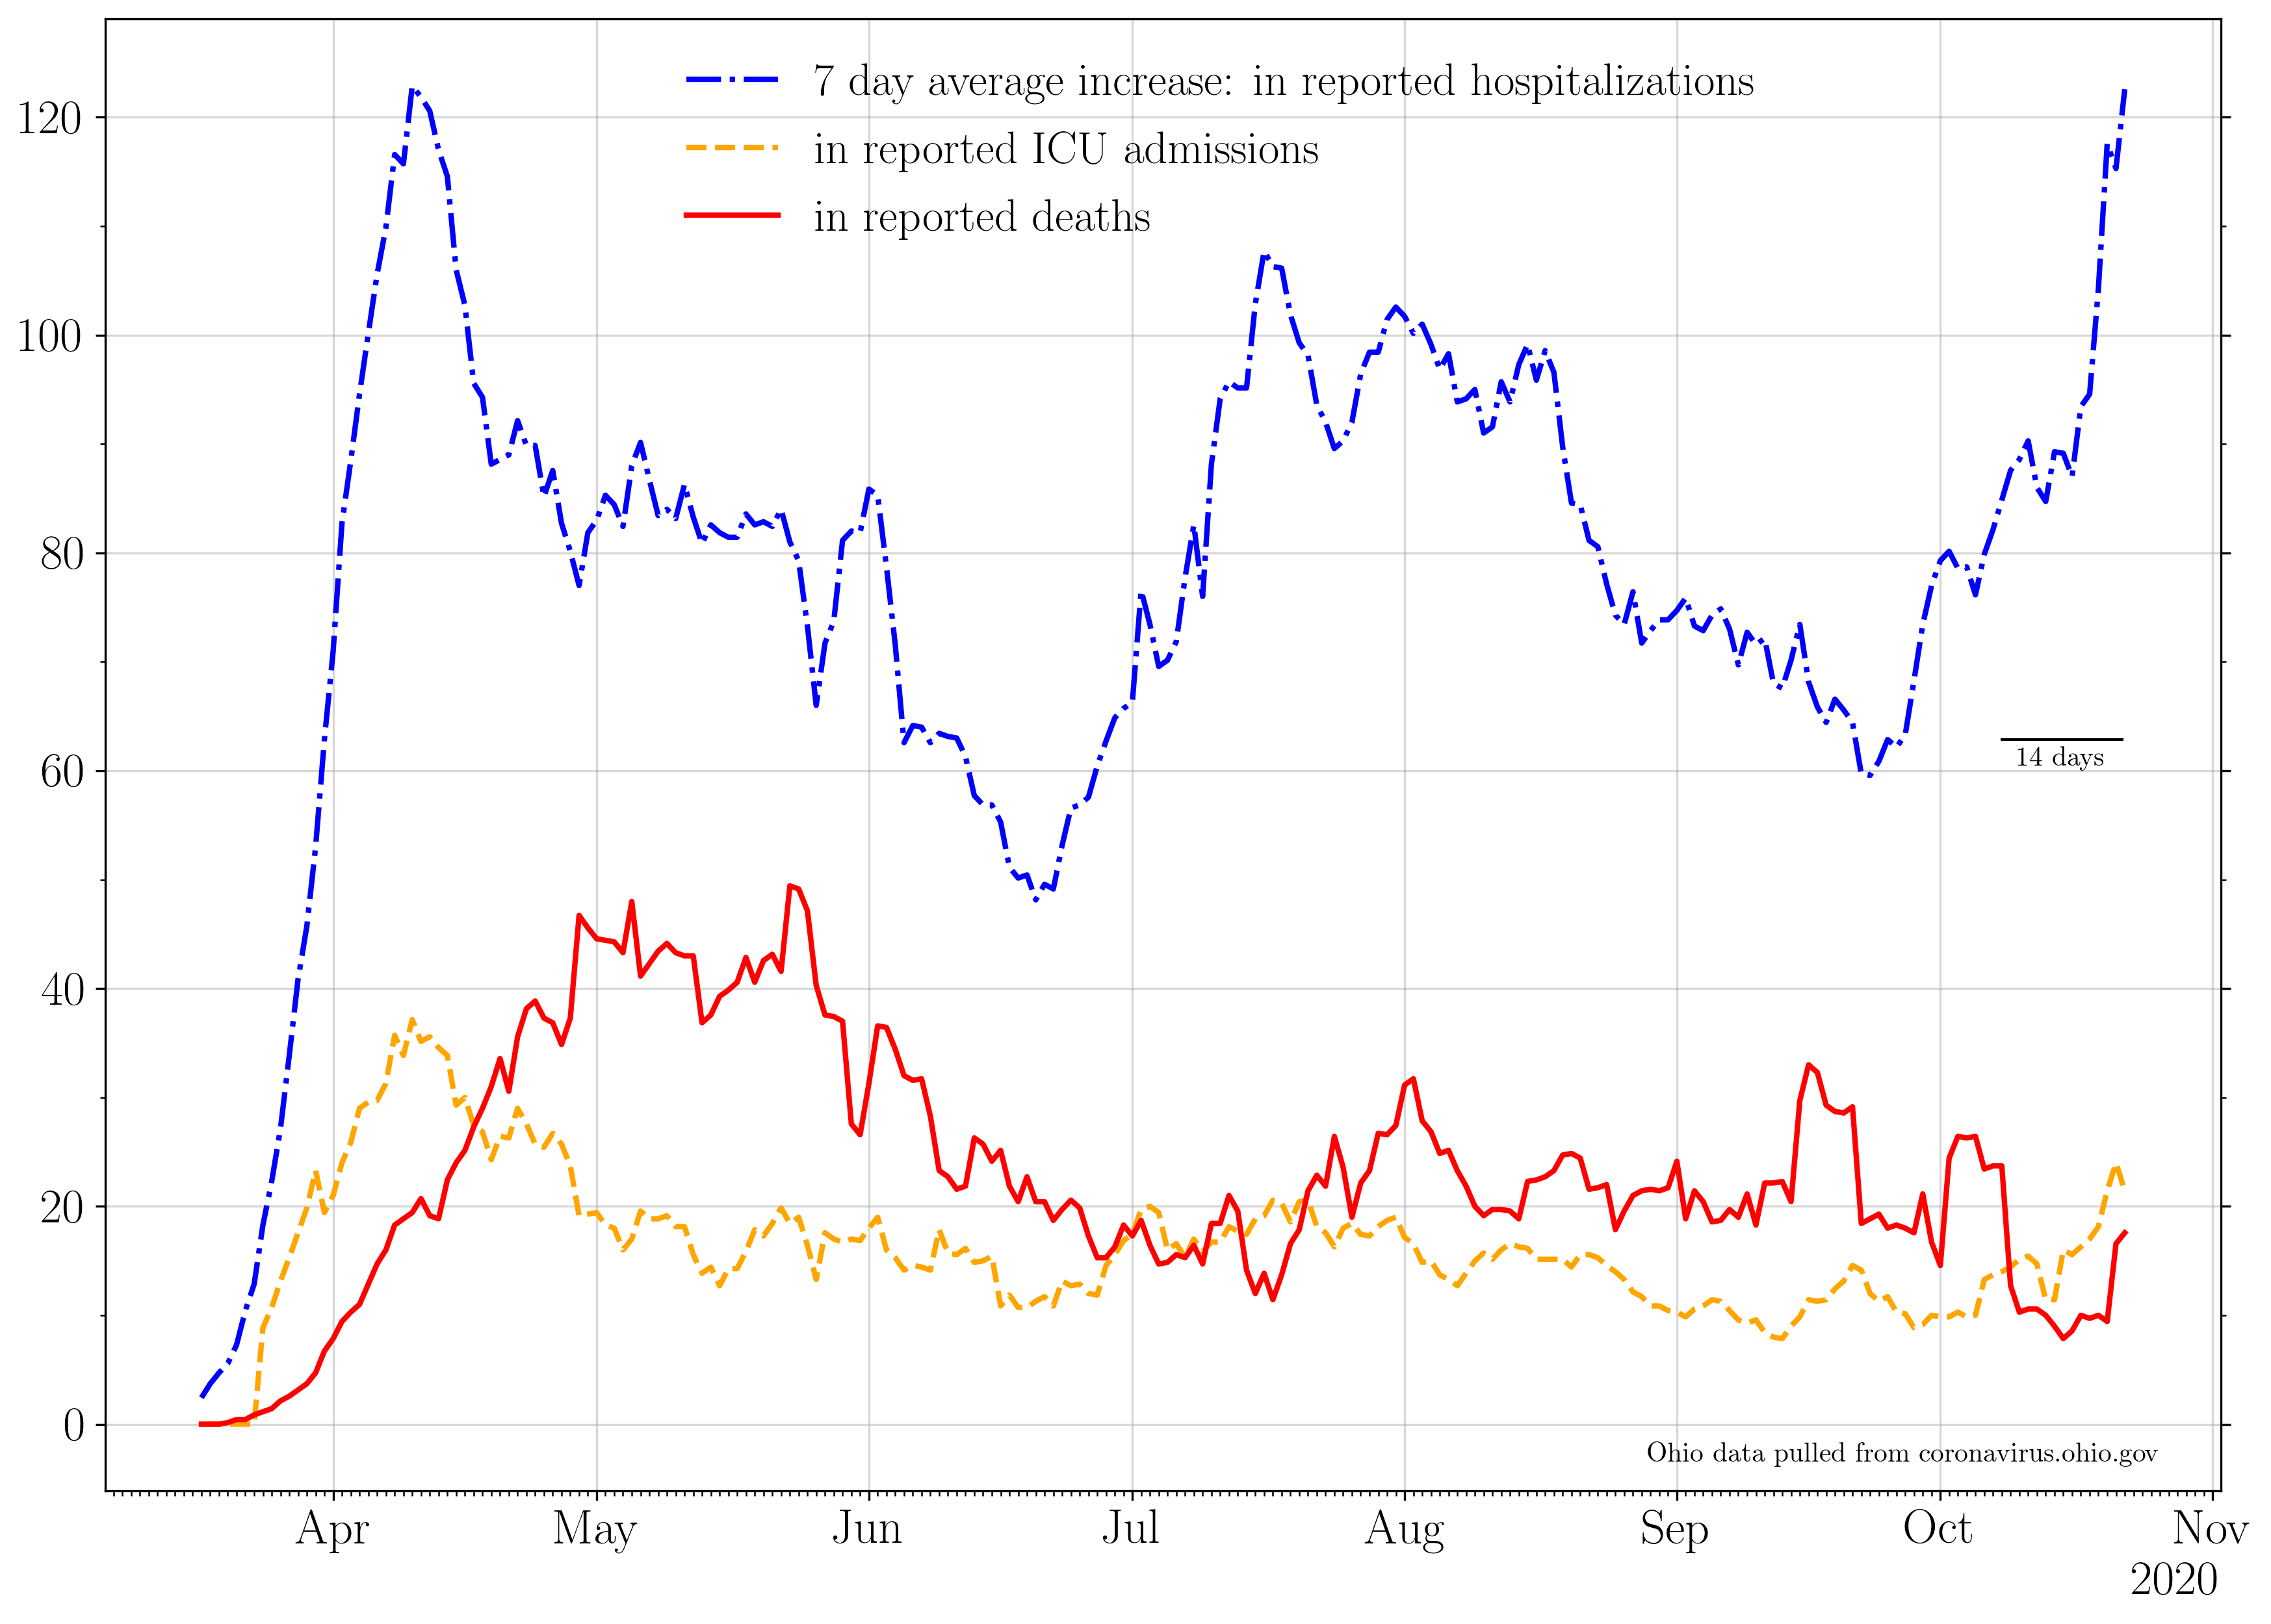 7 day average increase: in reported hospitalizations
in reported ICU admissions
in reported deaths
120
100
80
60
40
20
0
14 days
Ohio data pulled from coronavirus.ohio.gov
Apr May Jun Jul Aug Sep Oct Nov
2020